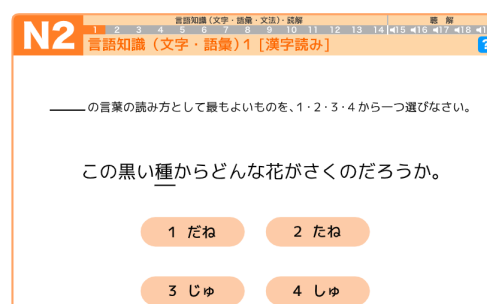 N2
言語知識（文字・語彙・文法）・読解 聴 解
1 2 3 4 5 6 7 8 9 10 11 12 13 14 15 16 17 18
言語知識（文字・語彙）1 [漢字読み]
?
＿＿＿の言葉の読み方として最もよいものを、1・2・3・4から一つ選びなさい。
この黒い種からどんな花がさくのだろうか。
1 だね 2 たね
3 じゅ 4 しゅ